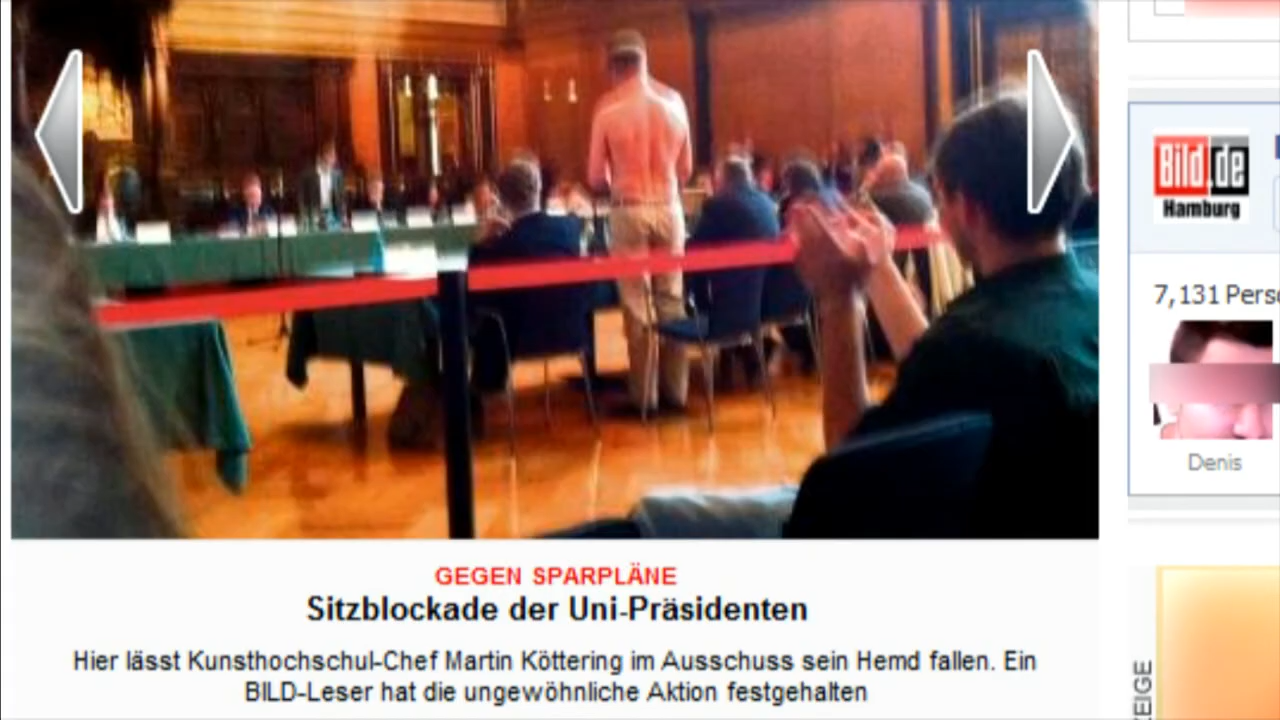 GEGEN SPARPLÄNE
Sitzblockade der Uni-Präsidenten
Hier lässt Kunsthochschul-Chef Martin Köttering im Ausschuss sein Hemd fallen. Ein
BILD-Leser hat die ungewöhnliche Aktion festgehalten
Bild.de
Hamburg
7,131
Denis